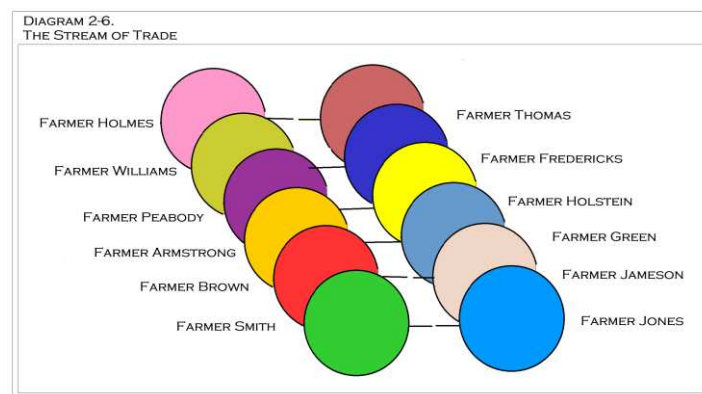 DIAGRAM 2-6.
THE STREAM OF TRADE
FARMER HOLMES
FARMER THOMAS
FARMER WILLIAMS
FARMER FREDERICKS
FARMER PEABODY
FARMER HOLSTEIN
FARMER ARMSTRONG
FARMER GREEN
FARMER BROWN
FARMER JAMESON
FARMER SMITH
FARMER JONES